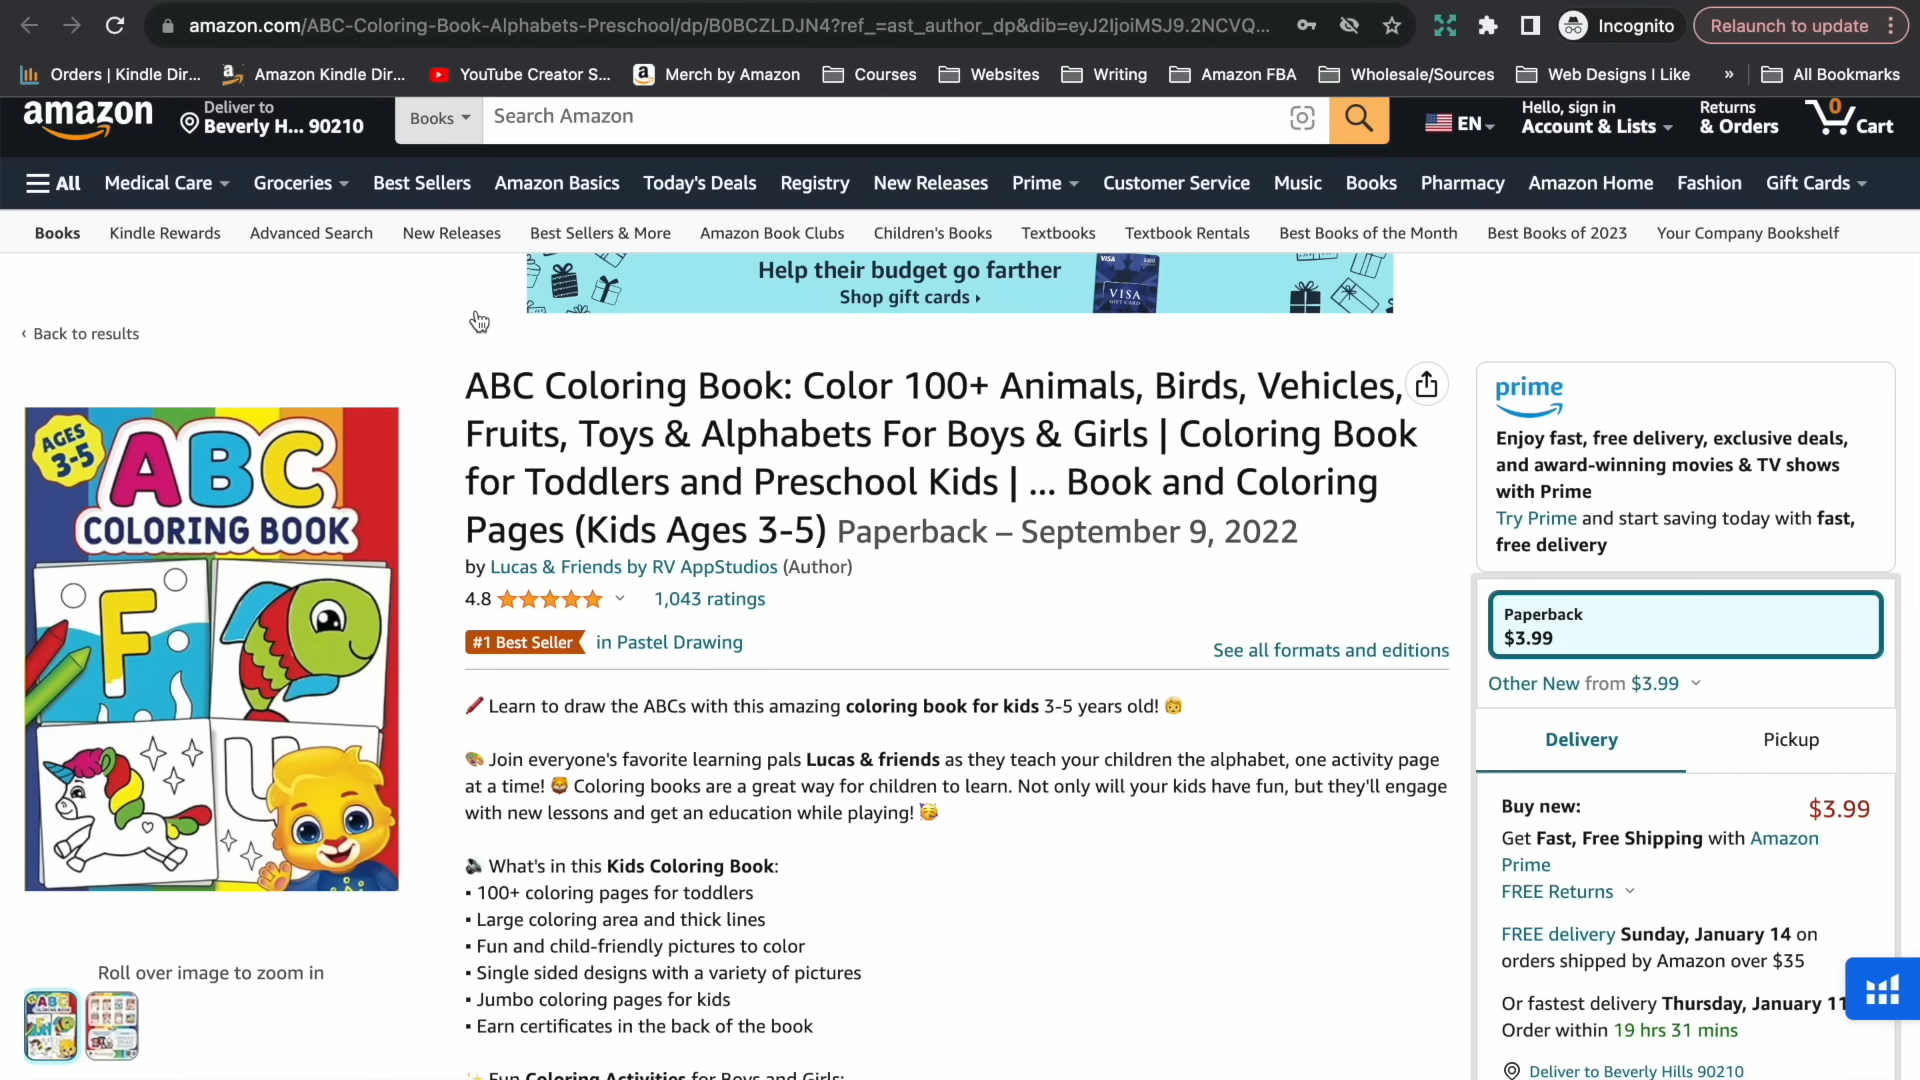 amazon.com/ABC-Coloring-Book-Alphabets-Preschool/dp/B0BCZLDJN4?ref_=ast_author_dp&dib=eyJ2IjoiMSJ9.2NCVQ...
Incognito
Relaunch to update
Orders | Kindle Dir...
Amazon Kindle Dir...
YouTube Creator S...
Merch by Amazon
Courses
Websites
Writing
Amazon FBA
Wholesale/Sources
Web Designs I Like
»
All Bookmarks
amazon
Deliver to
Beverly H... 90210
Books
Search Amazon
EN
Hello, sign in
Account & Lists
Returns
& Orders
0
Cart
All
Medical Care
Groceries
Best Sellers
Amazon Basics
Today's Deals
Registry
New Releases
Prime
Customer Service
Music
Books
Pharmacy
Amazon Home
Fashion
Gift Cards
Books
Kindle Rewards
Advanced Search
New Releases
Best Sellers & More
Amazon Book Clubs
Children's Books
Textbooks
Textbook Rentals
Best Books of the Month
Best Books of 2023
Your Company Bookshelf
Help their budget go farther
Shop gift cards ›
VISA
VISA
GIFT CARD
‹ Back to results
AGES
3-5
ABC
COLORING BOOK
F
U
Roll over image to zoom in
ABC Coloring Book: Color 100+ Animals, Birds, Vehicles,
Fruits, Toys & Alphabets For Boys & Girls | Coloring Book
for Toddlers and Preschool Kids | ... Book and Coloring
Pages (Kids Ages 3-5) Paperback – September 9, 2022
by Lucas & Friends by RV AppStudios (Author)
4.8
1,043 ratings
#1 Best Seller in Pastel Drawing
See all formats and editions
🖍️ Learn to draw the ABCs with this amazing coloring book for kids 3-5 years old! 👶
🎨 Join everyone's favorite learning pals Lucas & friends as they teach your children the alphabet, one activity page
at a time! 🦁 Coloring books are a great way for children to learn. Not only will your kids have fun, but they'll engage
with new lessons and get an education while playing! 🥳
🔊 What's in this Kids Coloring Book:
▪ 100+ coloring pages for toddlers
▪ Large coloring area and thick lines
▪ Fun and child-friendly pictures to color
▪ Single sided designs with a variety of pictures
▪ Jumbo coloring pages for kids
▪ Earn certificates in the back of the book
✨ Fun Coloring Activities for Boys and Girls:
prime
Enjoy fast, free delivery, exclusive deals,
and award-winning movies & TV shows
with Prime
Try Prime and start saving today with fast,
free delivery
Paperback
$3.99
Other New from $3.99
Delivery
Pickup
Buy new:
$3.99
Get Fast, Free Shipping with Amazon
Prime
FREE Returns
FREE delivery Sunday, January 14 on
orders shipped by Amazon over $35
Or fastest delivery Thursday, January 11
Order within 19 hrs 31 mins
Deliver to Beverly Hills 90210